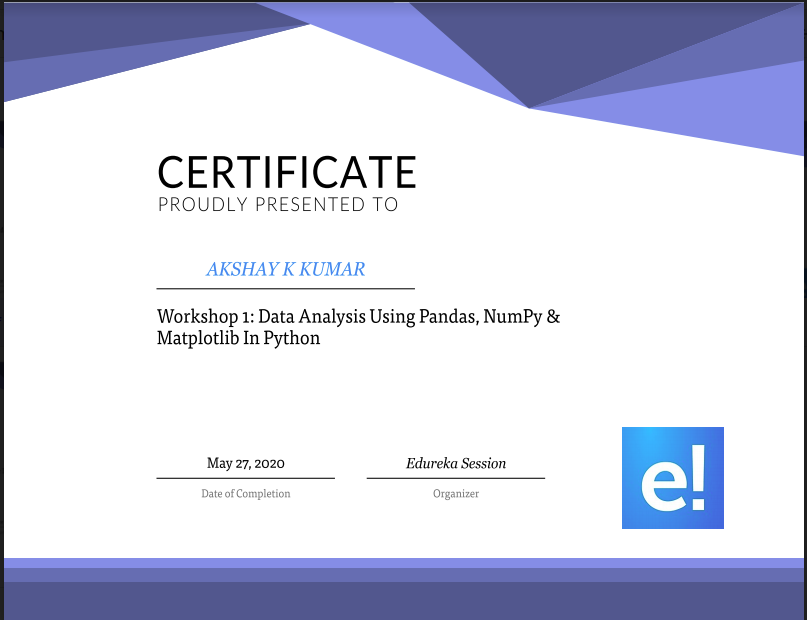 CERTIFICATE
PROUDLY PRESENTED TO
AKSHAY K KUMAR
Workshop 1: Data Analysis Using Pandas, NumPy &
Matplotlib In Python
May 27, 2020
Edureka Session
Date of Completion
Organizer
e!